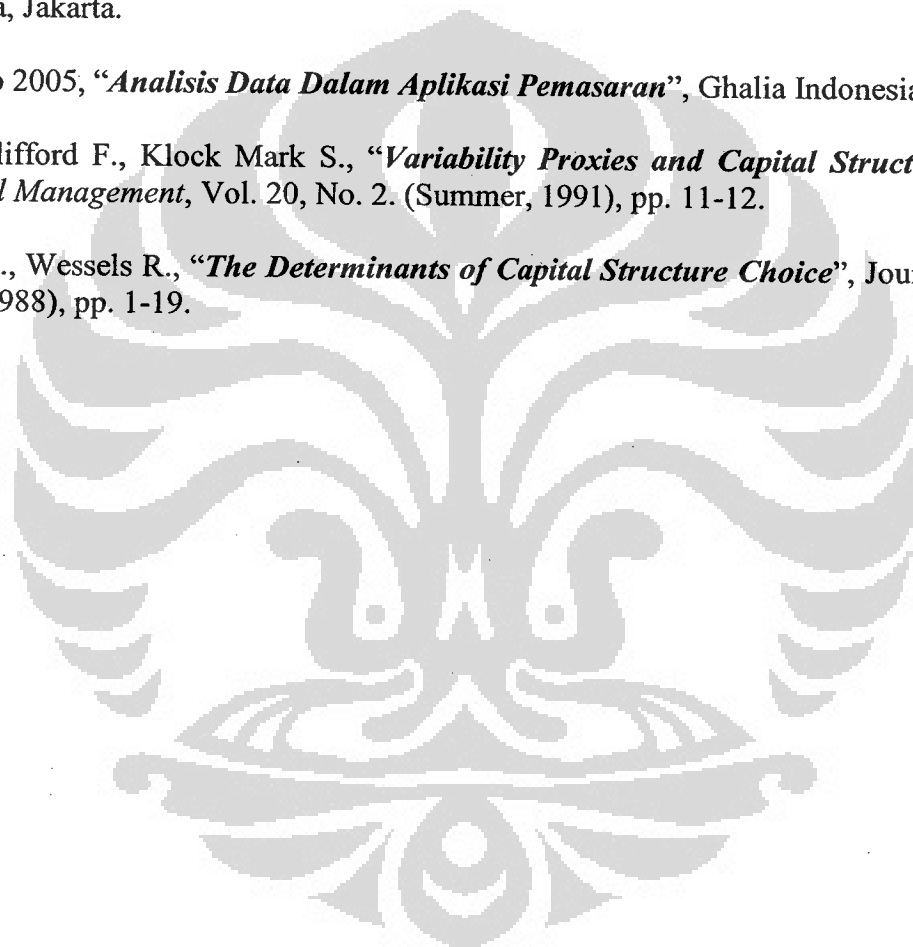 a, Jakarta.
o 2005, “Analisis Data Dalam Aplikasi Pemasaran”, Ghalia Indonesia
lifford F., Klock Mark S., “Variability Proxies and Capital Struct
l Management, Vol. 20, No. 2. (Summer, 1991), pp. 11-12.
., Wessels R., “The Determinants of Capital Structure Choice”, Jour
988), pp. 1-19.